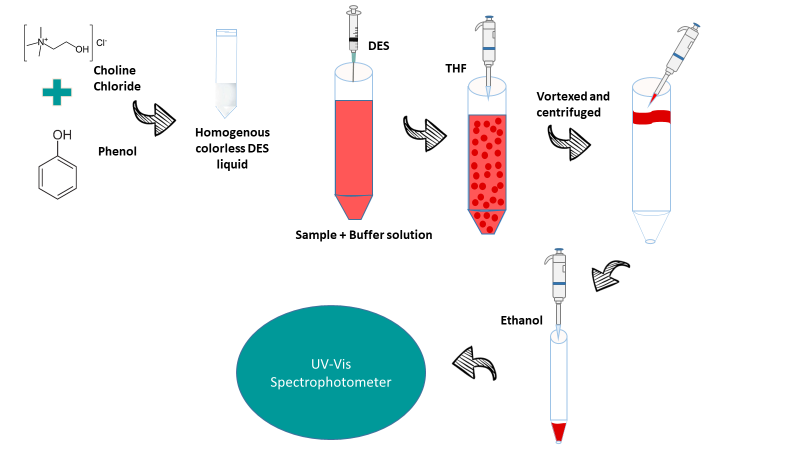 N⁺
OH
Cl⁻
Choline
Chloride
OH
Phenol
Homogenous
colorless DES
liquid
DES
Sample + Buffer solution
THF
Vortexed and
centrifuged
Ethanol
UV-Vis
Spectrophotometer